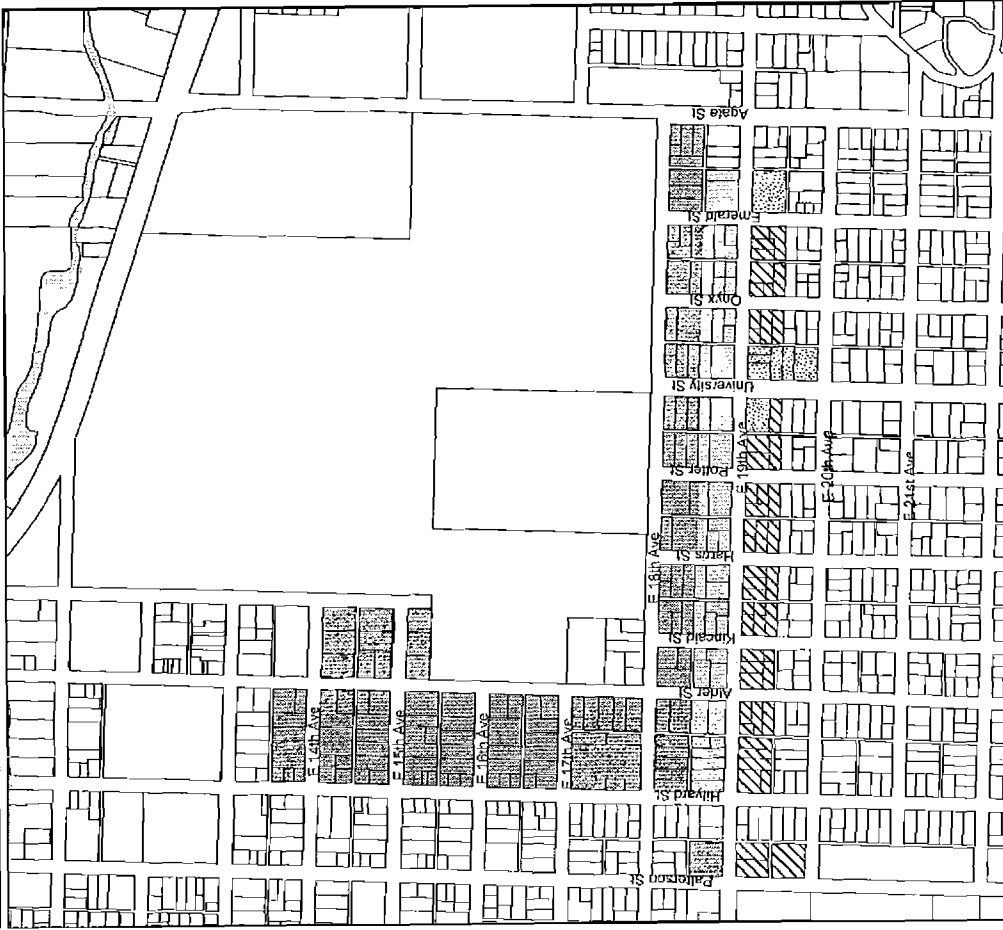 Agate St
Emerald St
Onyx St
University St
E 19th Ave
Potter St
E 20th Ave
E 21st Ave
Harris St
E 18th Ave
Kincaid St
Alder St
E 14th Ave
E 15th Ave
E 16th Ave
E 17th Ave
Hilyard St
Patterson St